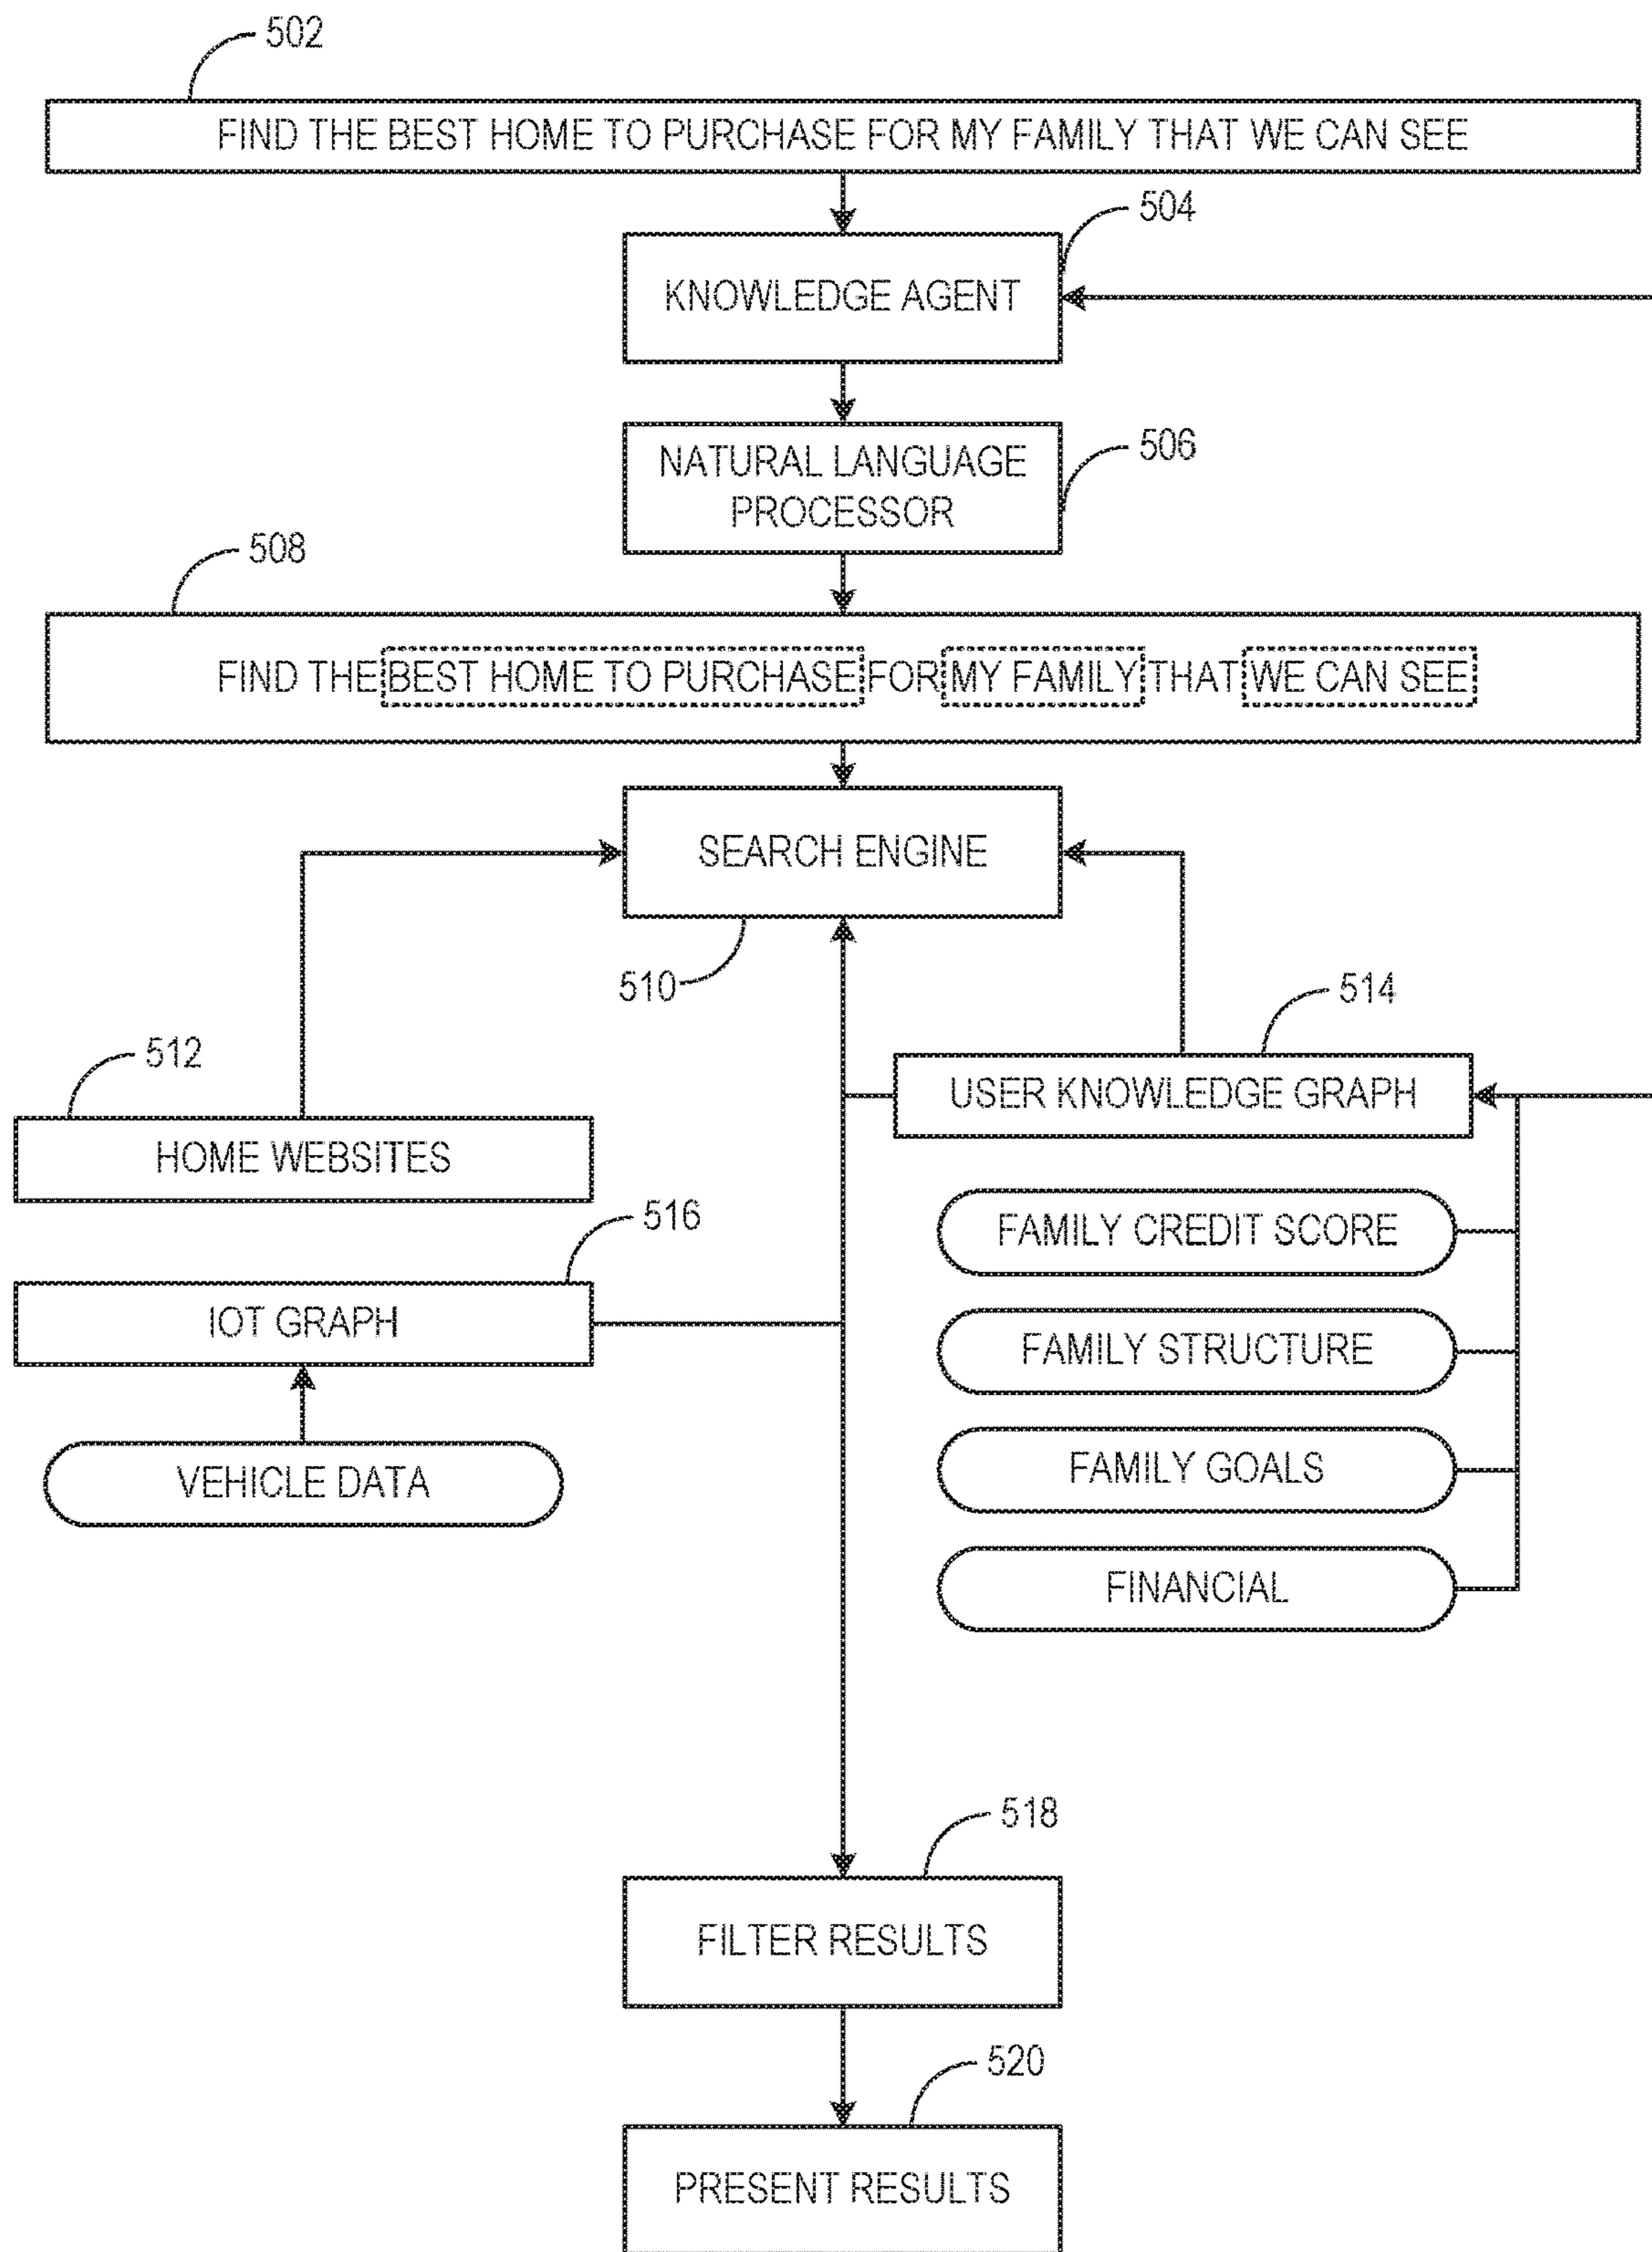 502
FIND THE BEST HOME TO PURCHASE FOR MY FAMILY THAT WE CAN SEE
504
KNOWLEDGE AGENT
506
NATURAL LANGUAGE
PROCESSOR
508
FIND THE BEST HOME TO PURCHASE FOR MY FAMILY THAT WE CAN SEE
SEARCH ENGINE
510
514
512
USER KNOWLEDGE GRAPH
HOME WEBSITES
516
FAMILY CREDIT SCORE
IOT GRAPH
FAMILY STRUCTURE
VEHICLE DATA
FAMILY GOALS
FINANCIAL
518
FILTER RESULTS
520
PRESENT RESULTS